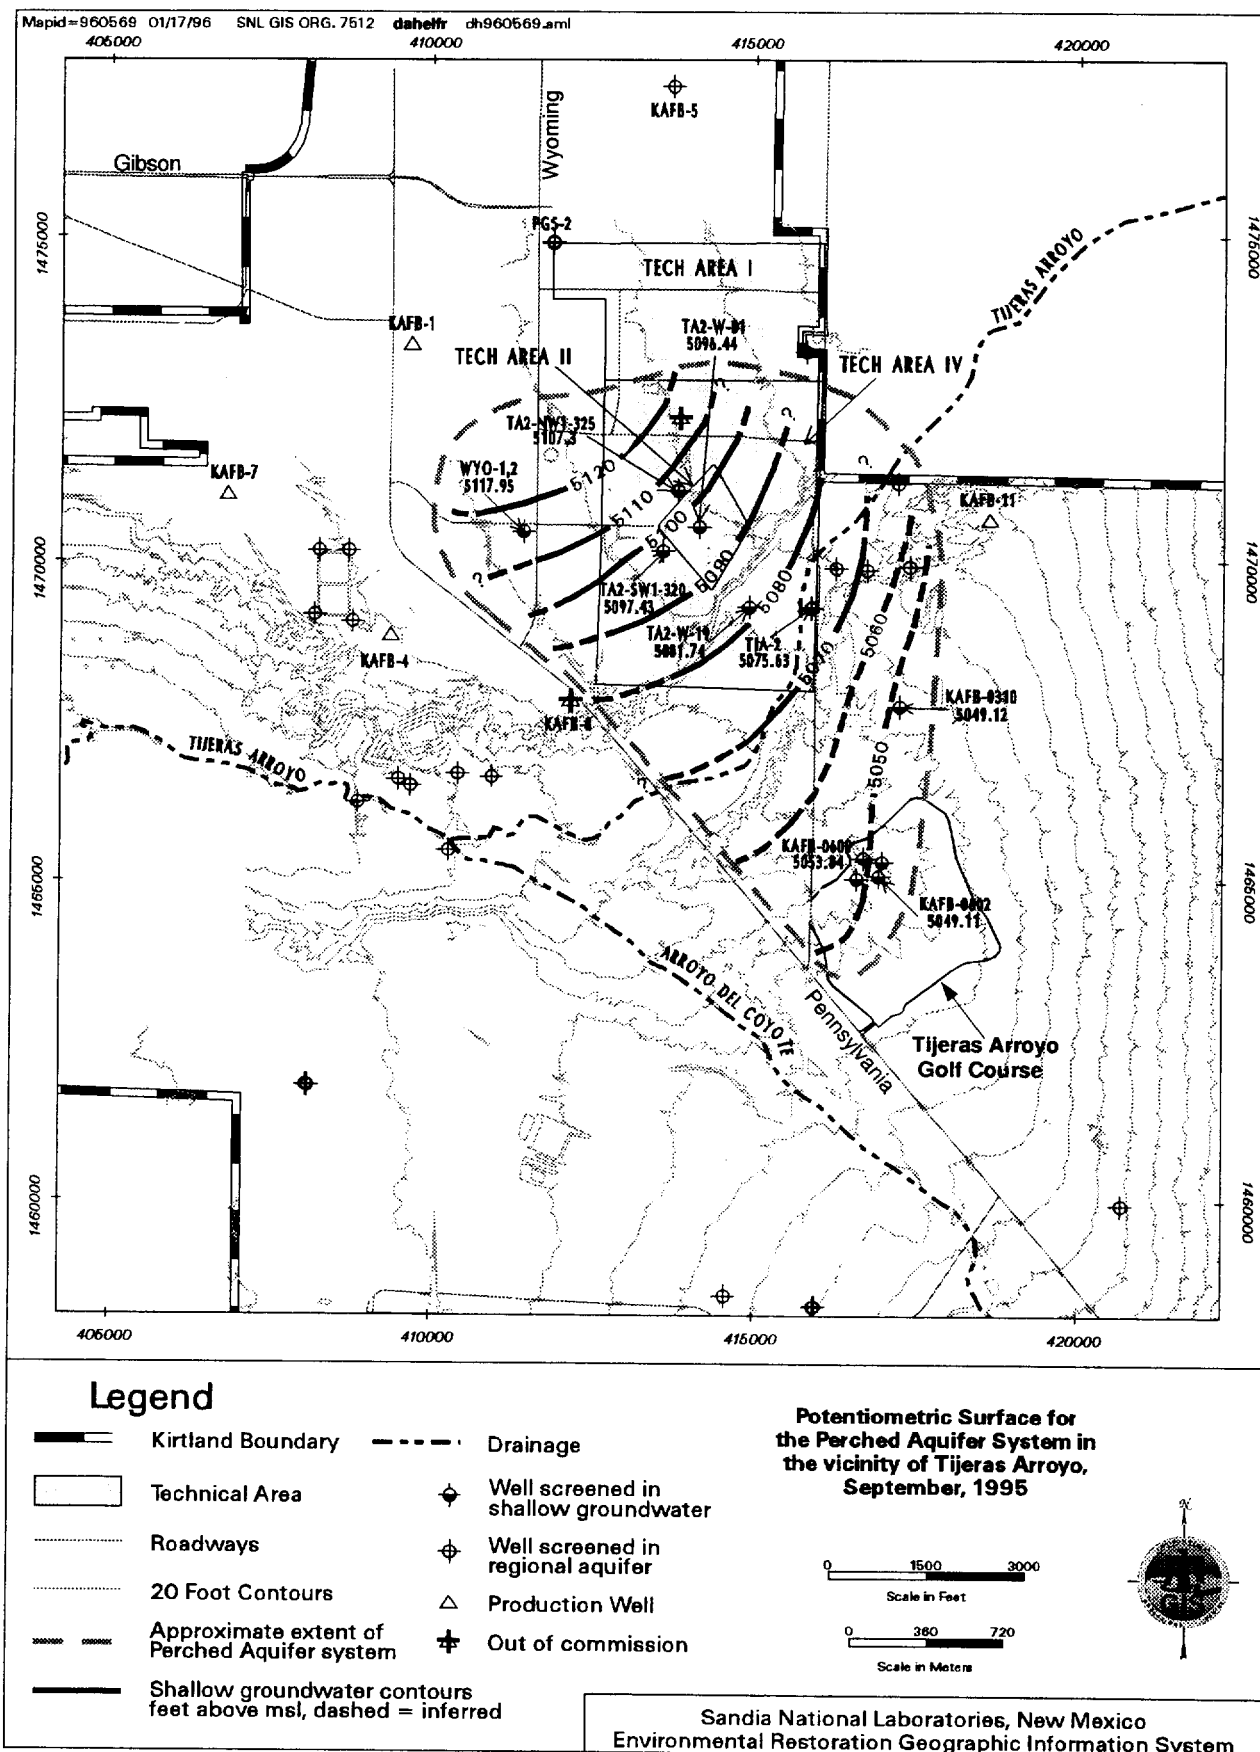 Mapid=960569 01/17/96 SNL GIS ORG. 7512 dahelfr dh960569.aml
405000 410000 415000 420000
KAFB-5
Wyoming
Gibson
PGS-2
1475000
1475000
TECH AREA I
TIJERAS ARROYO
KAFB-1
TA2-W-01
5096.44
TECH AREA II
TECH AREA IV
?
?
TA2-NW1-325
5107.3
WYO-1,2
5117.95
KAFB-7
5120
?
KAFB-11
5110
5100
1470000
1470000
?
5090
5080
TA2-SW1-320
5097.43
5060
TA2-W-19
5081.74
TJA-2
5075.63
5070
KAFB-4
KAFB-0310
5049.12
KAFB-8
TIJERAS ARROYO
5050
?
KAFB-0602
5049.11
1465000
1465000
ARROYO DEL COYOTE
Pennsylvania
Tijeras Arroyo
Golf Course
1460000
1460000
405000 410000 415000 420000
Legend
Kirtland Boundary
Technical Area
Roadways
20 Foot Contours
Approximate extent of
Perched Aquifer system
Shallow groundwater contours
feet above msl, dashed = inferred
Drainage
Well screened in
shallow groundwater
Well screened in
regional aquifer
Production Well
Out of commission
Potentiometric Surface for
the Perched Aquifer System in
the vicinity of Tijeras Arroyo,
September, 1995
0 1500 3000
Scale in Feet
0 360 720
Scale in Meters
N
GIS
Sandia National Laboratories, New Mexico
Environmental Restoration Geographic Information System